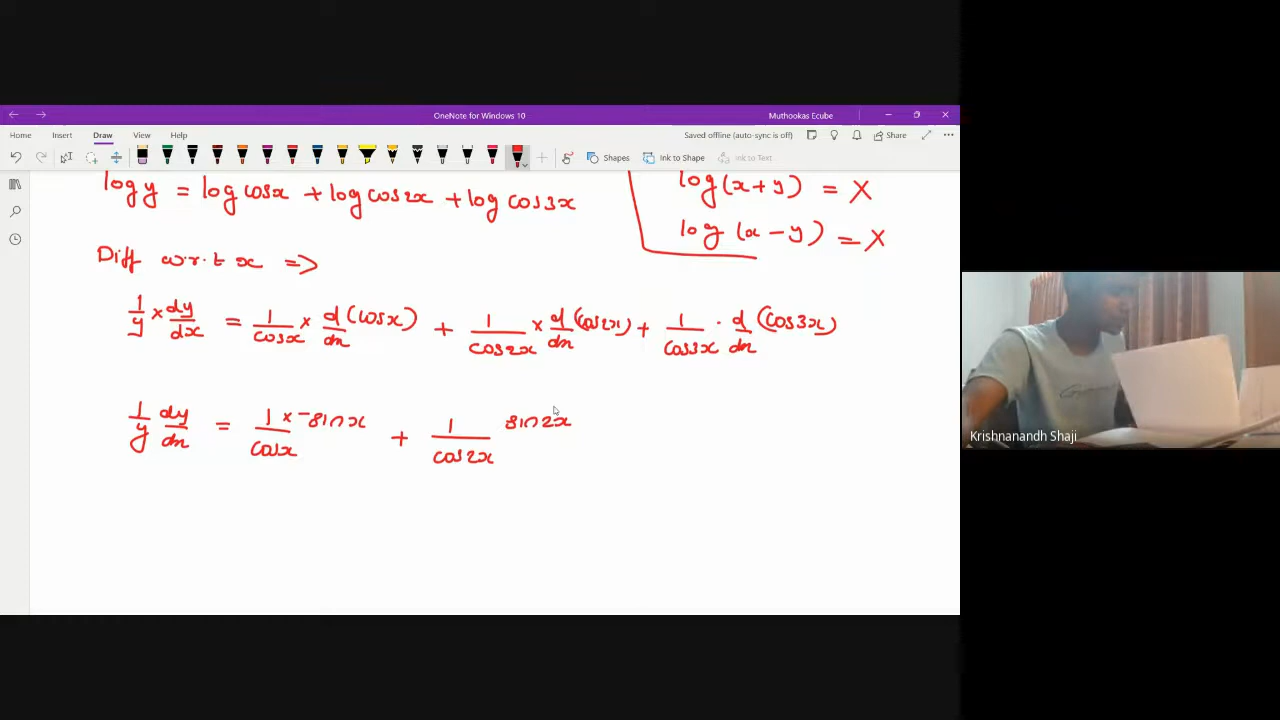 OneNote for Windows 10
Muthookas Ecube
Home Insert Draw View Help
Saved offline (auto-sync is off)
Share
Shapes
Ink to Shape
Ink to Text
log y = log cosx + log cos2x + log cos3x
log(x+y) = X
log (x-y) = X
Diff w.r.t x =>
1/y × dy/dx = 1/cosx × d/dx (cosx) + 1/cos2x × d/dx (cos2x) + 1/cos3x · d/dx (cos3x)
1/y dy/dx = 1/cosx × -sinx + 1/cos2x sin2x
Krishnanandh Shaji